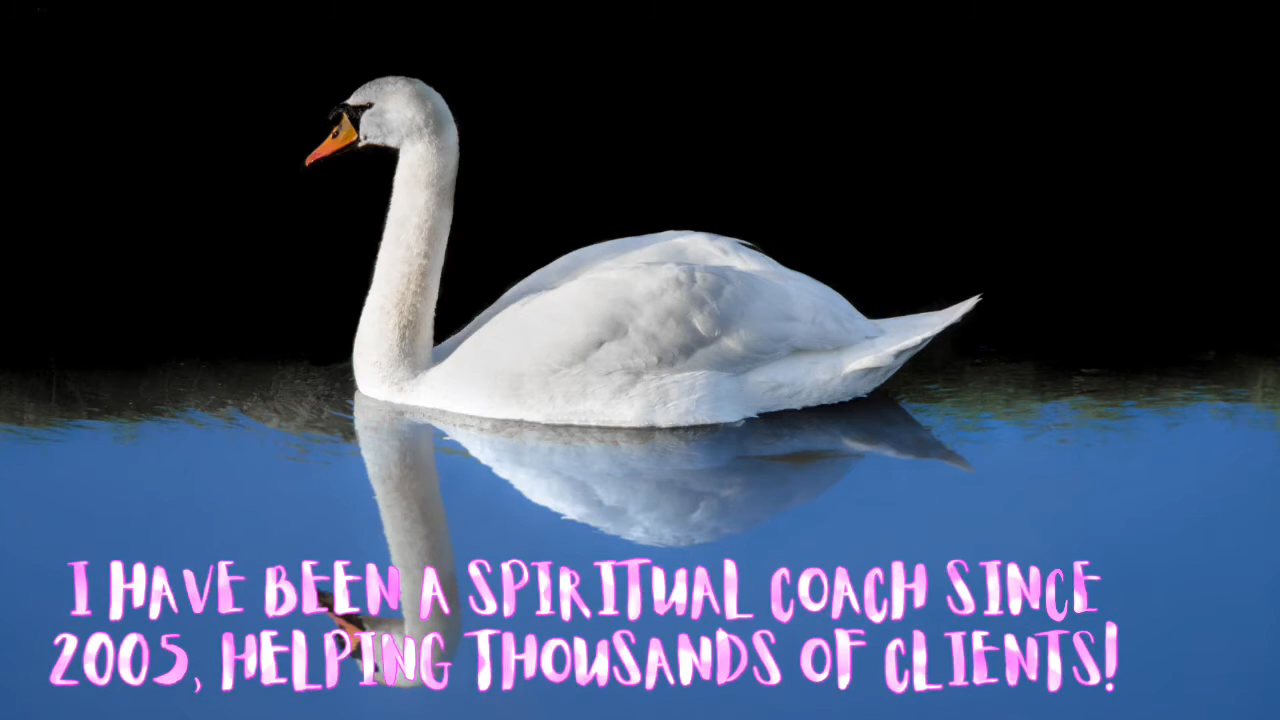 I HAVE BEEN A SPIRITUAL COACH SINCE
2005, HELPING THOUSANDS OF CLIENTS!